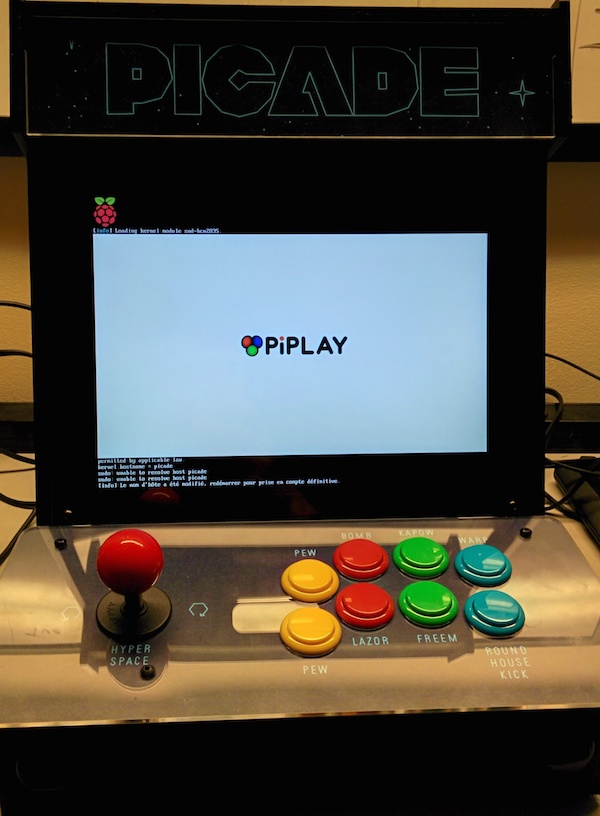 PICADE
[info] Loading kernel module snd-bcm2835.
PiPLAY
permitted by applicable law.
kernel hostname = picade
sudo: unable to resolve host picade
sudo: unable to resolve host picade
[info] Le nom d'hôte a été modifié, redémarrer pour prise en compte définitive.
PEW
BOMB
KAPOW
WARP
HYPER
SPACE
PEW
LAZOR
FREEM
ROUND
HOUSE
KICK